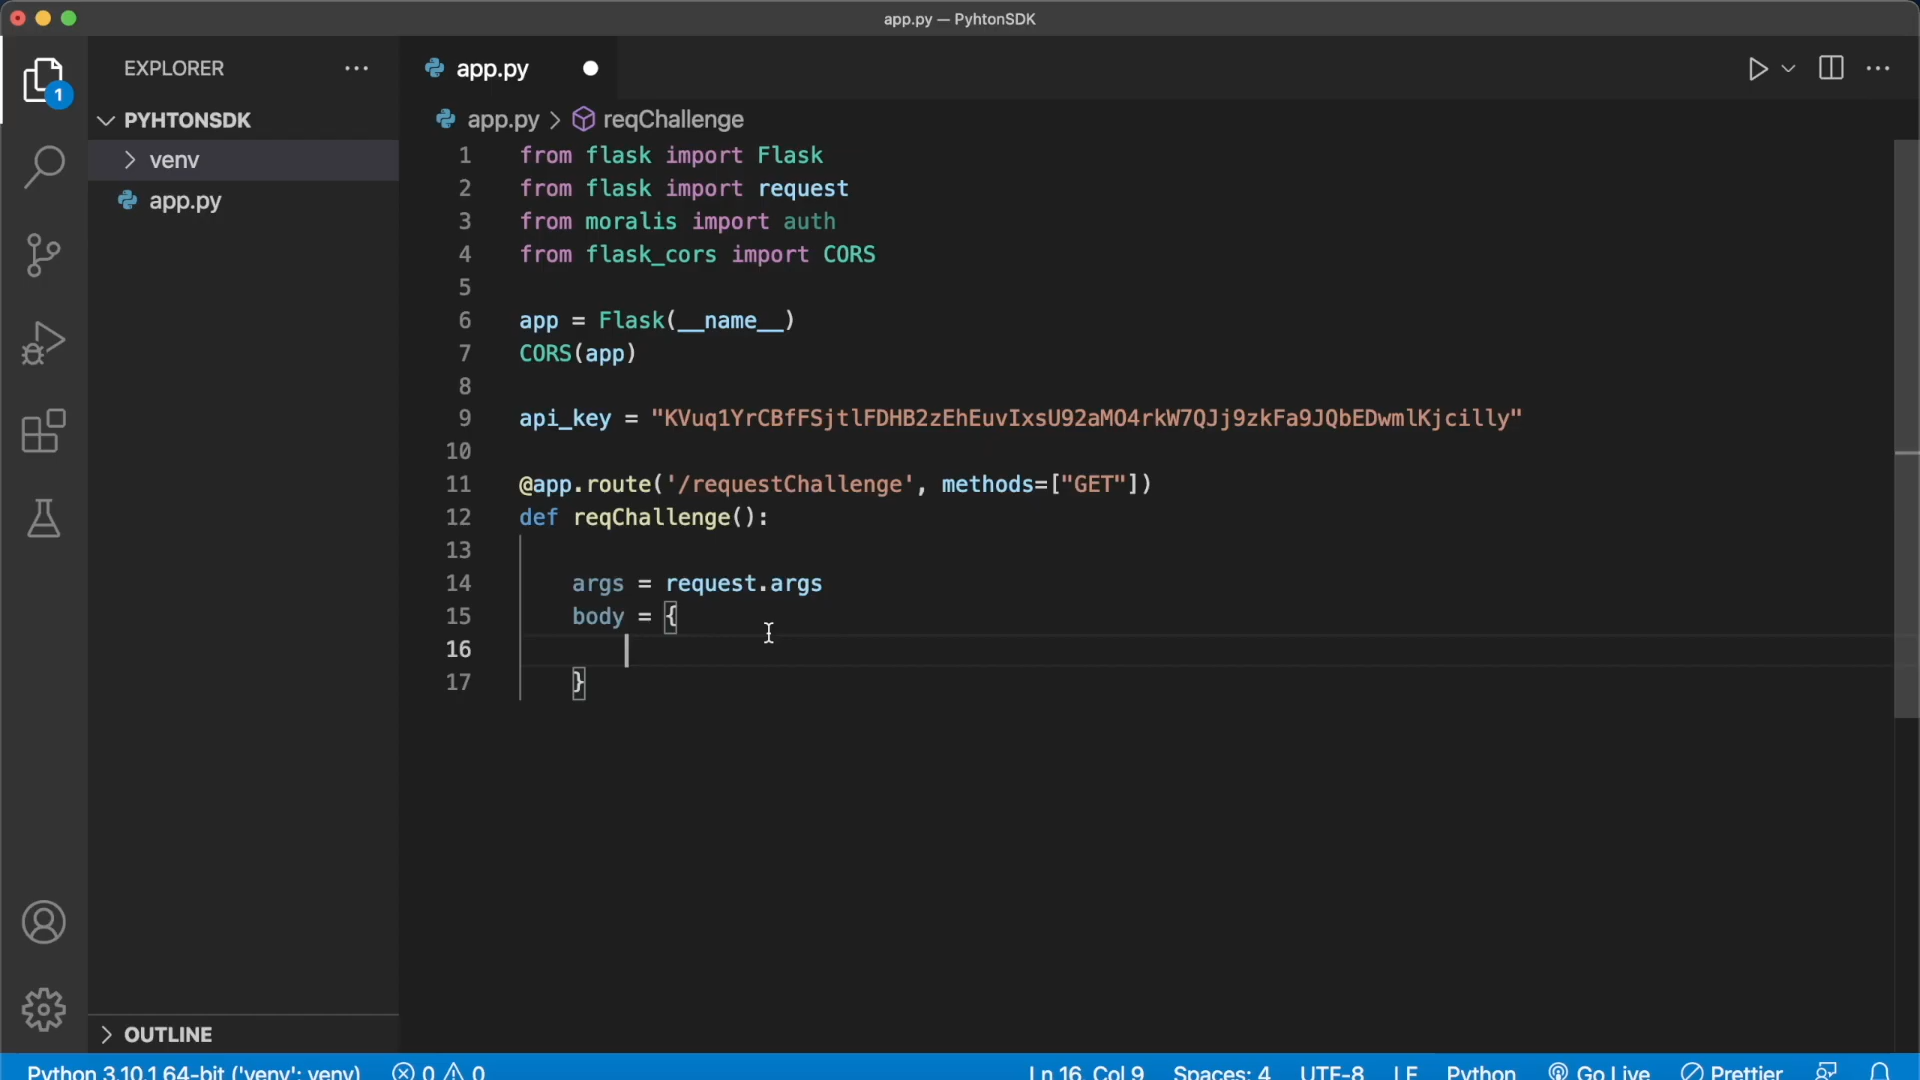 app.py — PyhtonSDK
EXPLORER
app.py
1
PYHTONSDK
app.py > reqChallenge
venv
app.py
1 from flask import Flask
2 from flask import request
3 from moralis import auth
4 from flask_cors import CORS
5
6 app = Flask(__name__)
7 CORS(app)
8
9 api_key = "KVuq1YrCBfFSjtlFDHB2zEhEuvIxsU92aMO4rkW7QJj9zkFa9JQbEDwmlKjcilly"
10
11 @app.route('/requestChallenge', methods=["GET"])
12 def reqChallenge():
13
14 args = request.args
15 body = {
16
17 }
OUTLINE
Python 3.10.1 64-bit ('venv': venv) 0 0 Ln 16, Col 9 Spaces: 4 UTF-8 LF Python Go Live Prettier